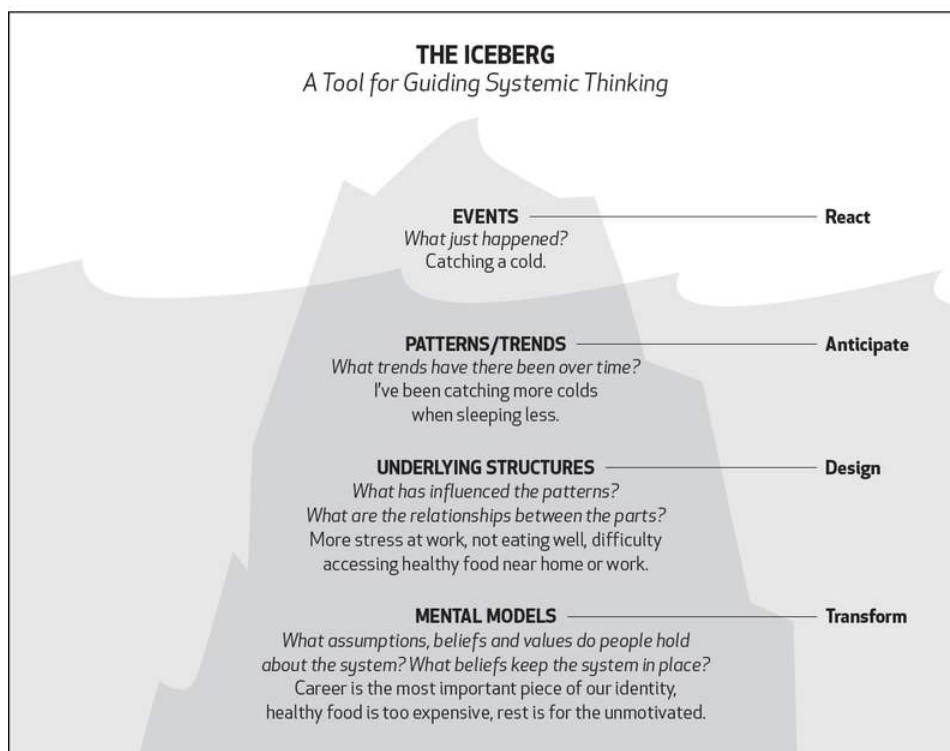 THE ICEBERG
A Tool for Guiding Systemic Thinking
EVENTS React
What just happened?
Catching a cold.
PATTERNS/TRENDS Anticipate
What trends have there been over time?
I've been catching more colds
when sleeping less.
UNDERLYING STRUCTURES Design
What has influenced the patterns?
What are the relationships between the parts?
More stress at work, not eating well, difficulty
accessing healthy food near home or work.
MENTAL MODELS Transform
What assumptions, beliefs and values do people hold
about the system? What beliefs keep the system in place?
Career is the most important piece of our identity,
healthy food is too expensive, rest is for the unmotivated.